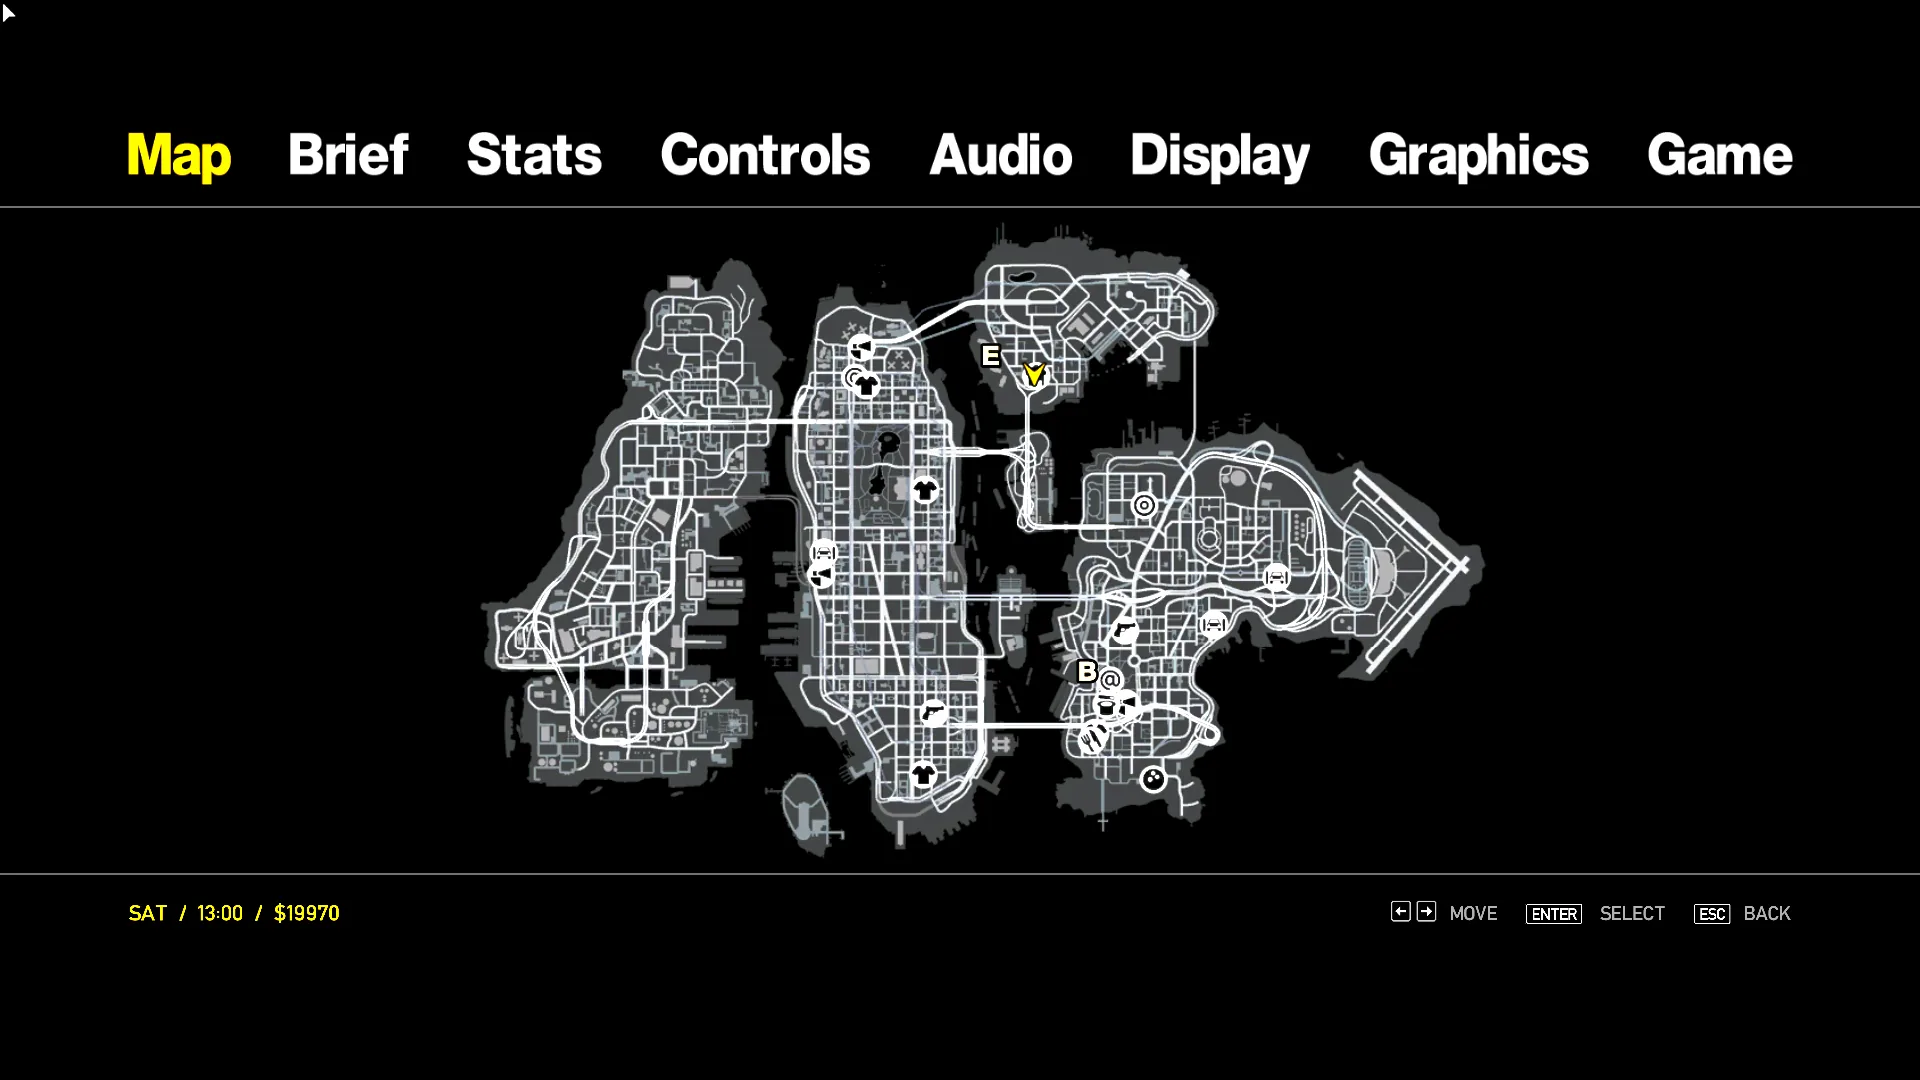 Map Brief Stats Controls Audio Display Graphics Game
E
@
B
@
SAT / 13:00 / $19970
MOVE ENTER SELECT ESC BACK